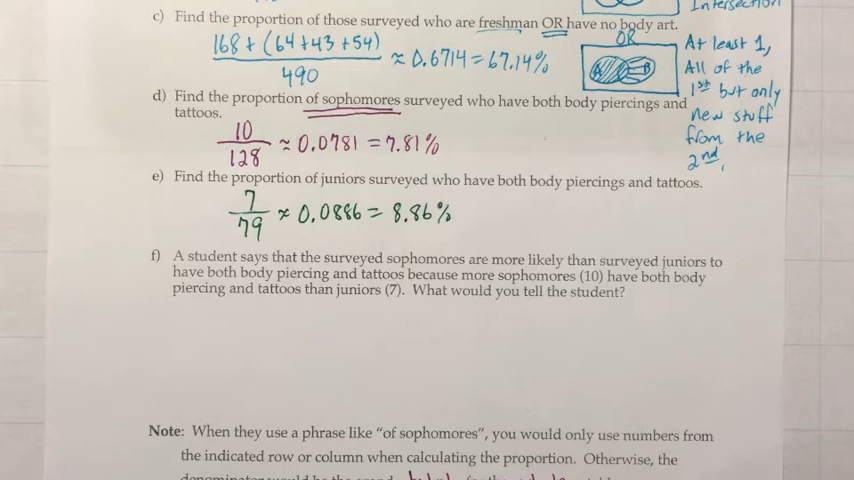 Intersection
c) Find the proportion of those surveyed who are freshman OR have no body art.
168 + (64+43+54)
490
≈ 0.6714 = 67.14%
OR
A B
At least 1,
All of the
1st but only
new stuff
from the
2nd.
d) Find the proportion of sophomores surveyed who have both body piercings and
tattoos.
10
128
≈ 0.0781 = 7.81%
e) Find the proportion of juniors surveyed who have both body piercings and tattoos.
7
79
≈ 0.0886 = 8.86%
f) A student says that the surveyed sophomores are more likely than surveyed juniors to
have both body piercing and tattoos because more sophomores (10) have both body
piercing and tattoos than juniors (7). What would you tell the student?
Note: When they use a phrase like "of sophomores", you would only use numbers from
the indicated row or column when calculating the proportion. Otherwise, the